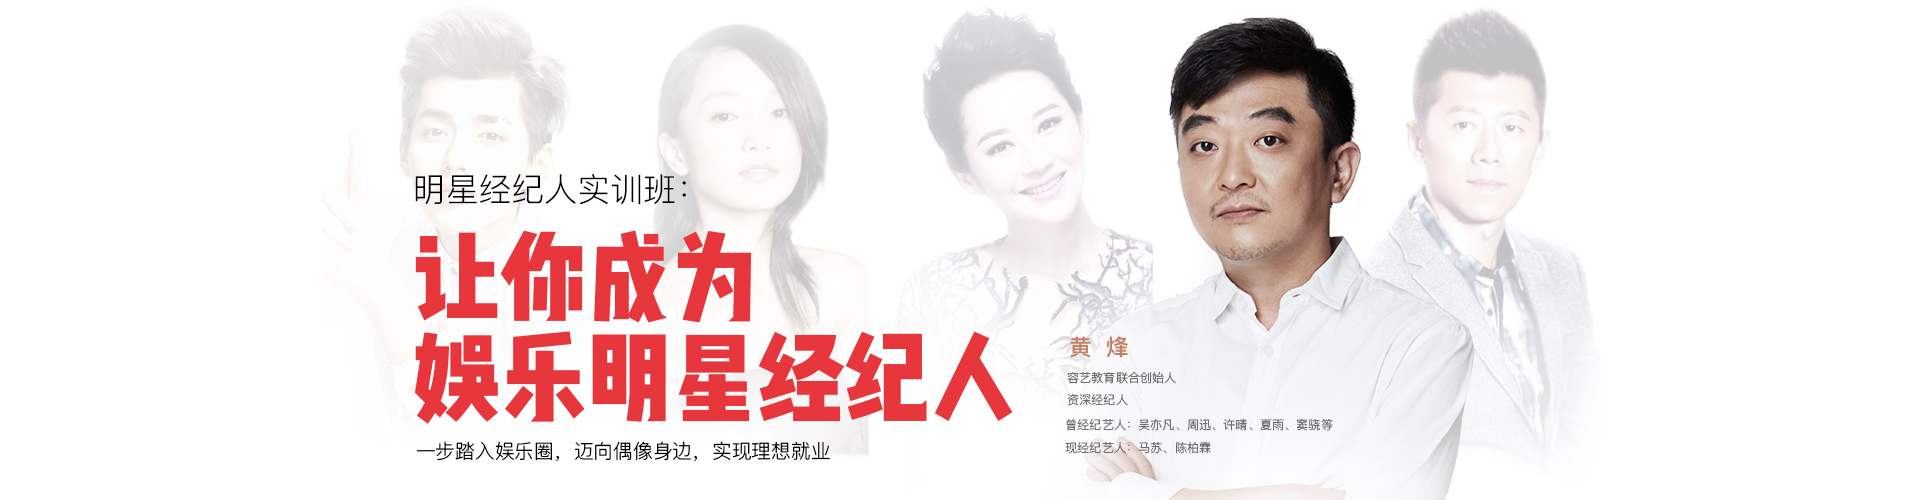 明星经纪人实训班：
让你成为
娱乐明星经纪人
一步踏入娱乐圈，迈向偶像身边，实现理想就业
黄 烽
容艺教育联合创始人
资深经纪人
曾经纪艺人：吴亦凡、周迅、许晴、夏雨、窦骁等
现经纪艺人：马苏、陈柏霖